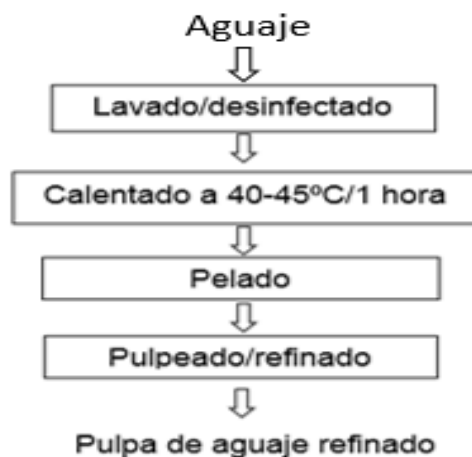 Aguaje
Lavado/desinfectado
Calentado a 40-45ºC/1 hora
Pelado
Pulpeado/refinado
Pulpa de aguaje refinado